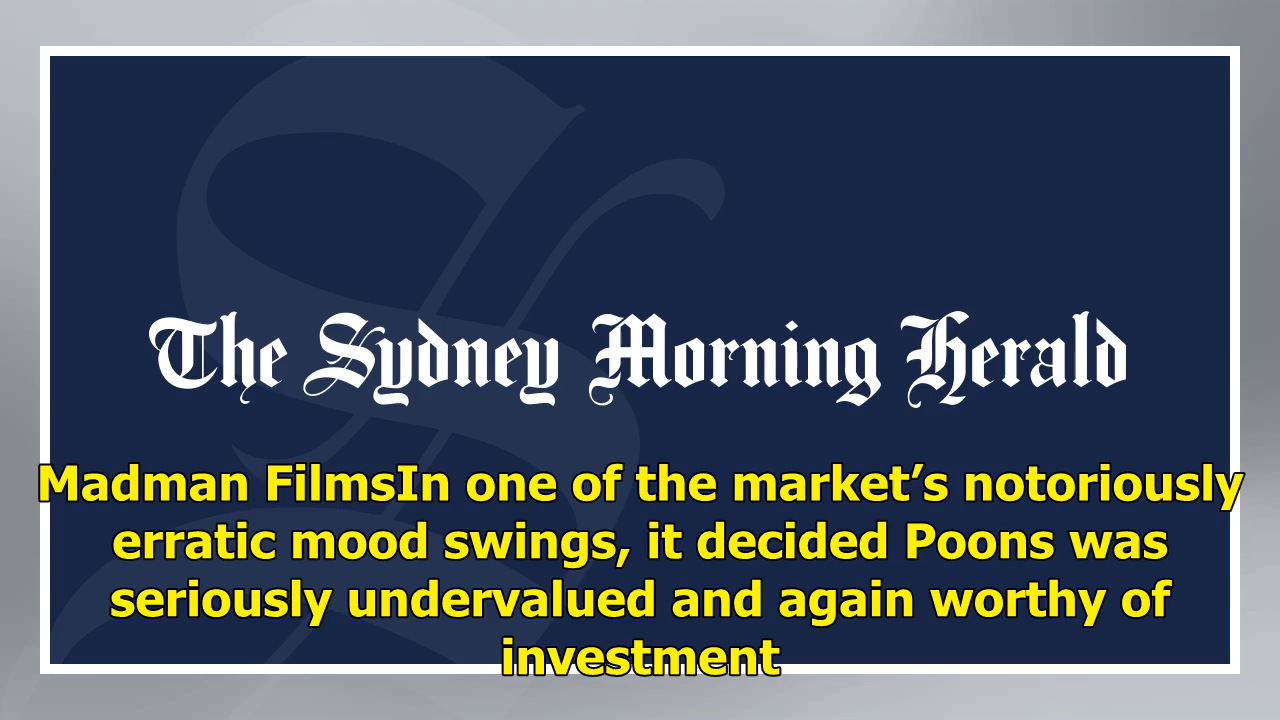 The Sydney Morning Herald
Madman FilmsIn one of the market’s notoriously
erratic mood swings, it decided Poons was
seriously undervalued and again worthy of
investment